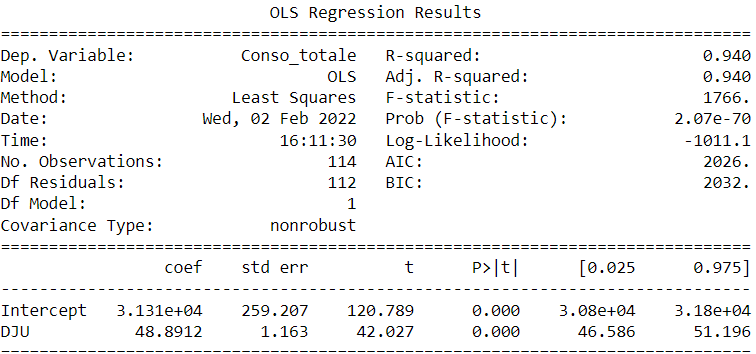 OLS Regression Results
==============================================================================
Dep. Variable:           Conso_totale   R-squared:                       0.940
Model:                            OLS   Adj. R-squared:                  0.940
Method:                 Least Squares   F-statistic:                     1766.
Date:                Wed, 02 Feb 2022   Prob (F-statistic):           2.07e-70
Time:                        16:11:30   Log-Likelihood:                -1011.1
No. Observations:                 114   AIC:                             2026.
Df Residuals:                     112   BIC:                             2032.
Df Model:                           1
Covariance Type:            nonrobust
==============================================================================
                 coef    std err          t      P>|t|      [0.025      0.975]
------------------------------------------------------------------------------
Intercept   3.131e+04    259.207    120.789      0.000    3.08e+04    3.18e+04
DJU           48.8912      1.163     42.027      0.000      46.586      51.196
------------------------------------------------------------------------------